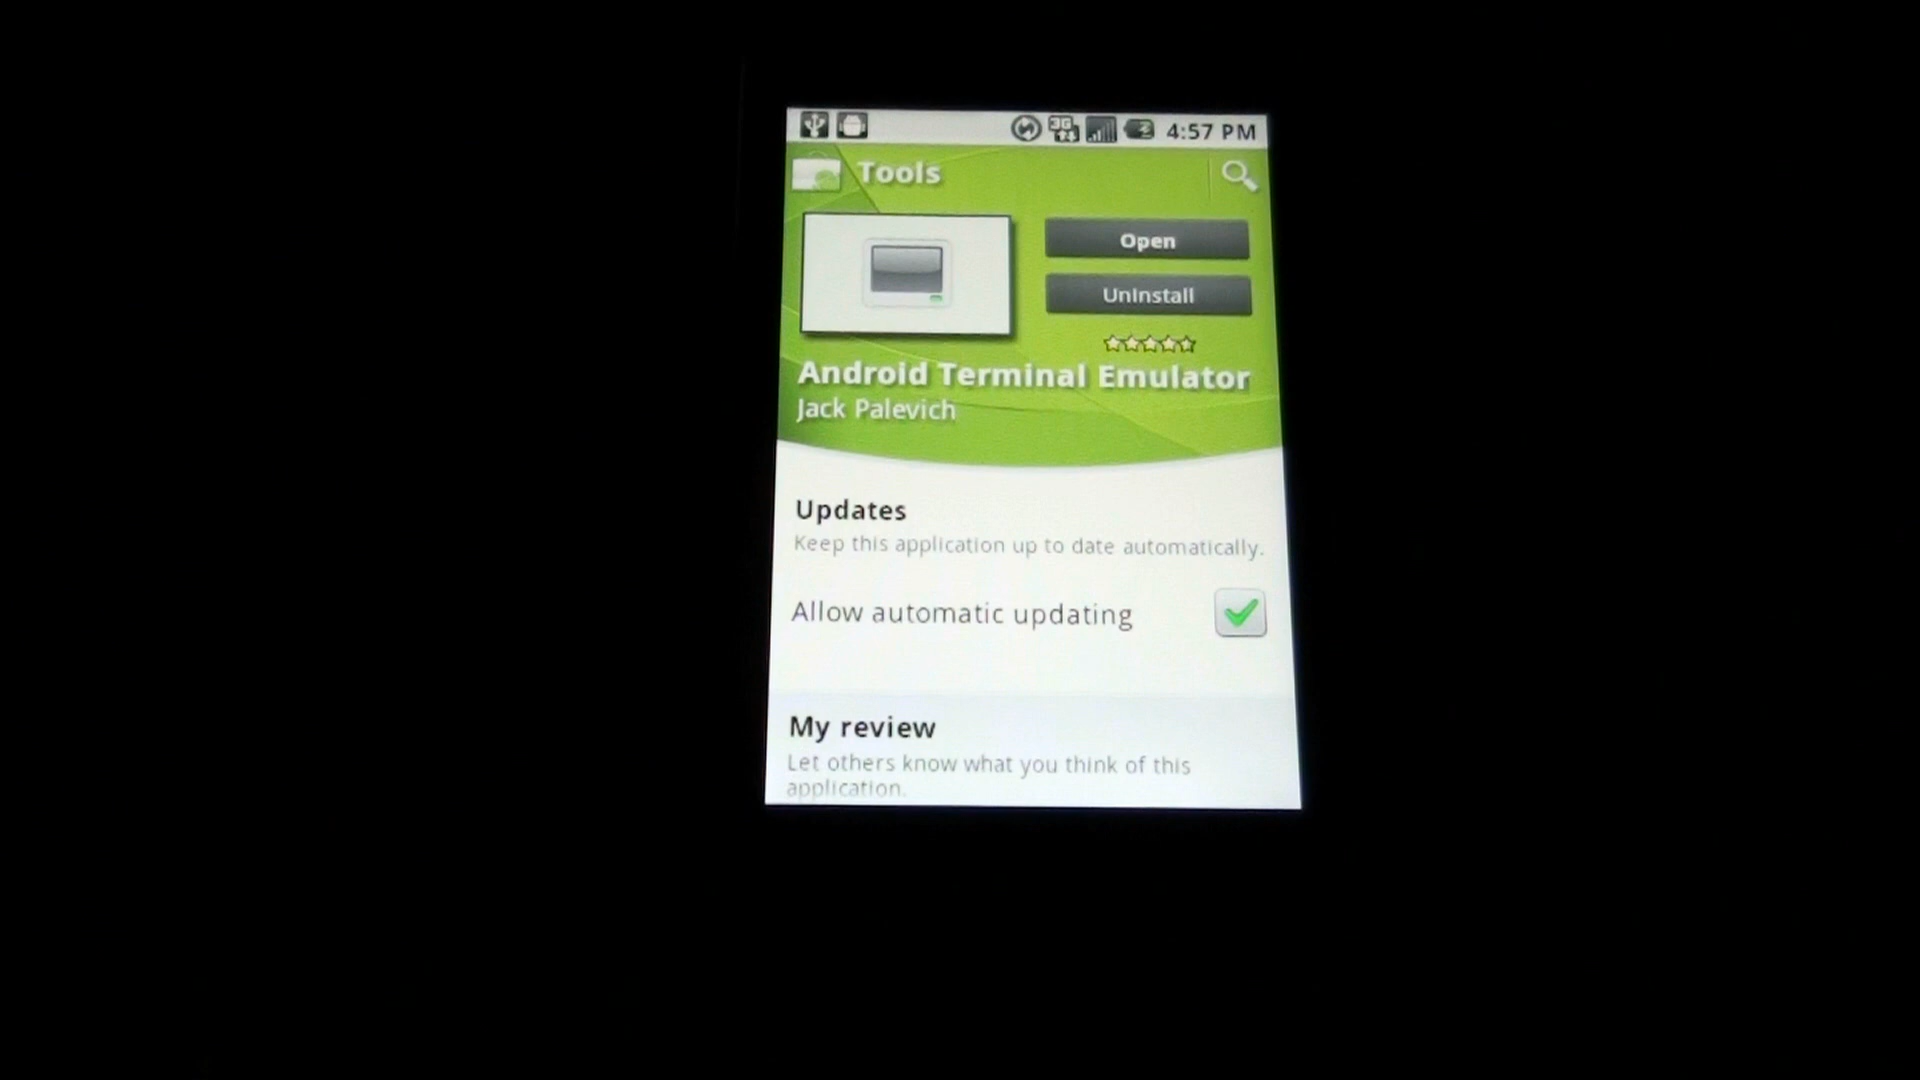 3G 4:57 PM
Tools
Open
Uninstall
Android Terminal Emulator
Jack Palevich
Updates
Keep this application up to date automatically.
Allow automatic updating
My review
Let others know what you think of this
application.